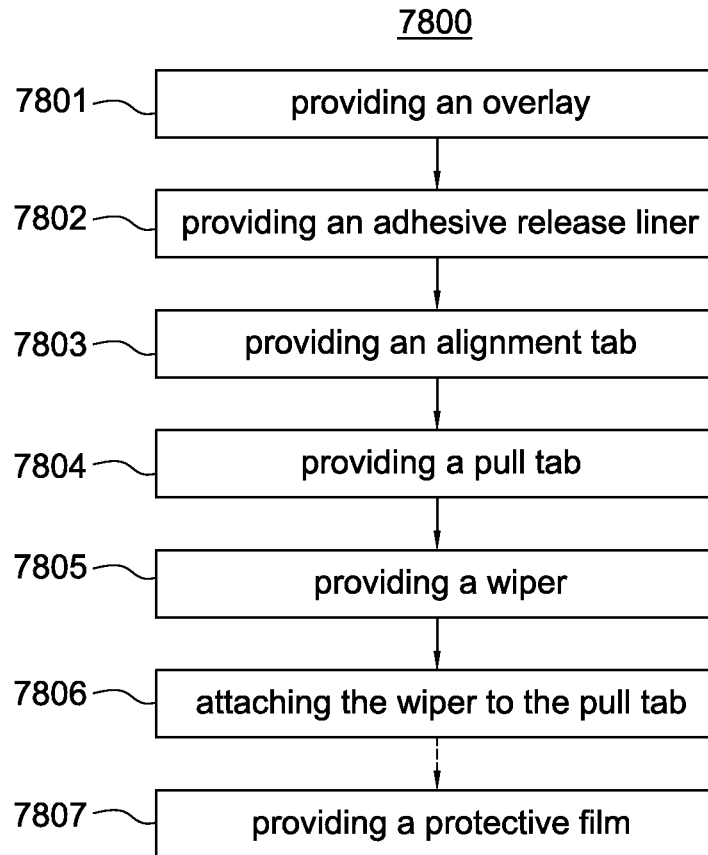 7800
7801 providing an overlay
7802 providing an adhesive release liner
7803 providing an alignment tab
7804 providing a pull tab
7805 providing a wiper
7806 attaching the wiper to the pull tab
7807 providing a protective film